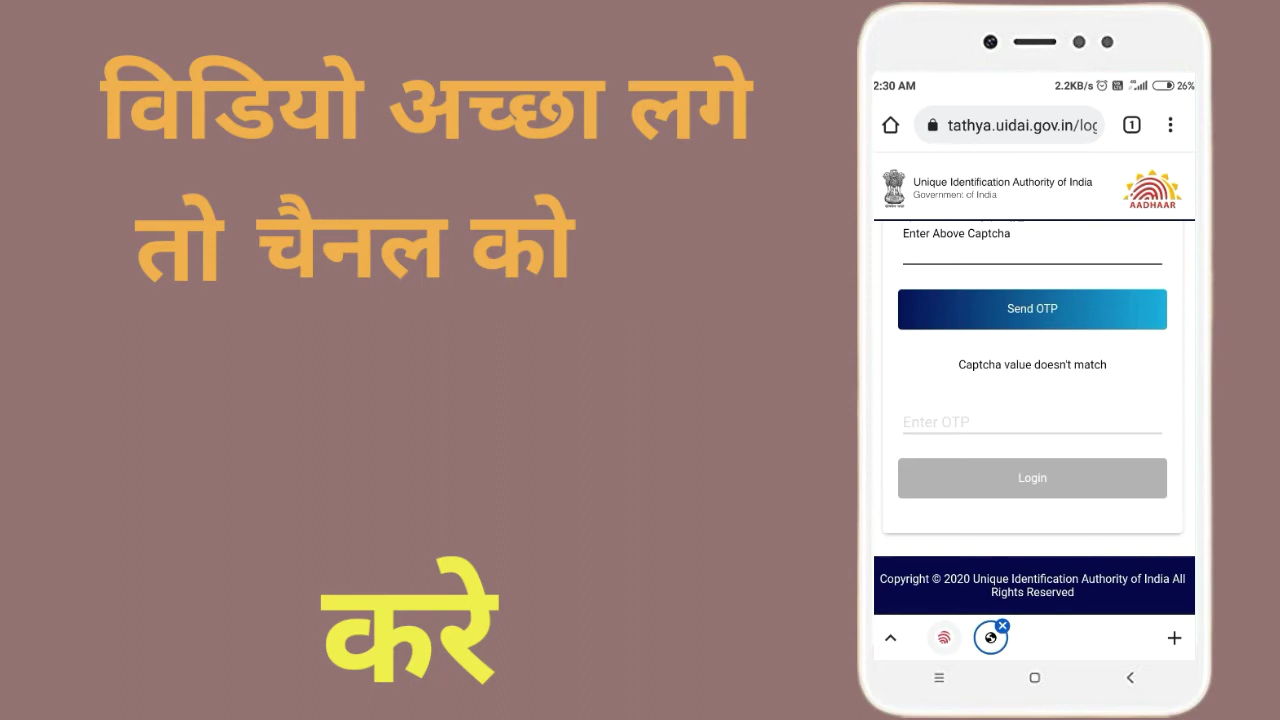 विडियो अच्छा लगे
तो चैनल को
करे
2:30 AM
2.2KB/s
26%
tathya.uidai.gov.in/log
1
Unique Identification Authority of India
Government of India
AADHAAR
Enter Above Captcha
Send OTP
Captcha value doesn't match
Enter OTP
Login
Copyright © 2020 Unique Identification Authority of India All
Rights Reserved